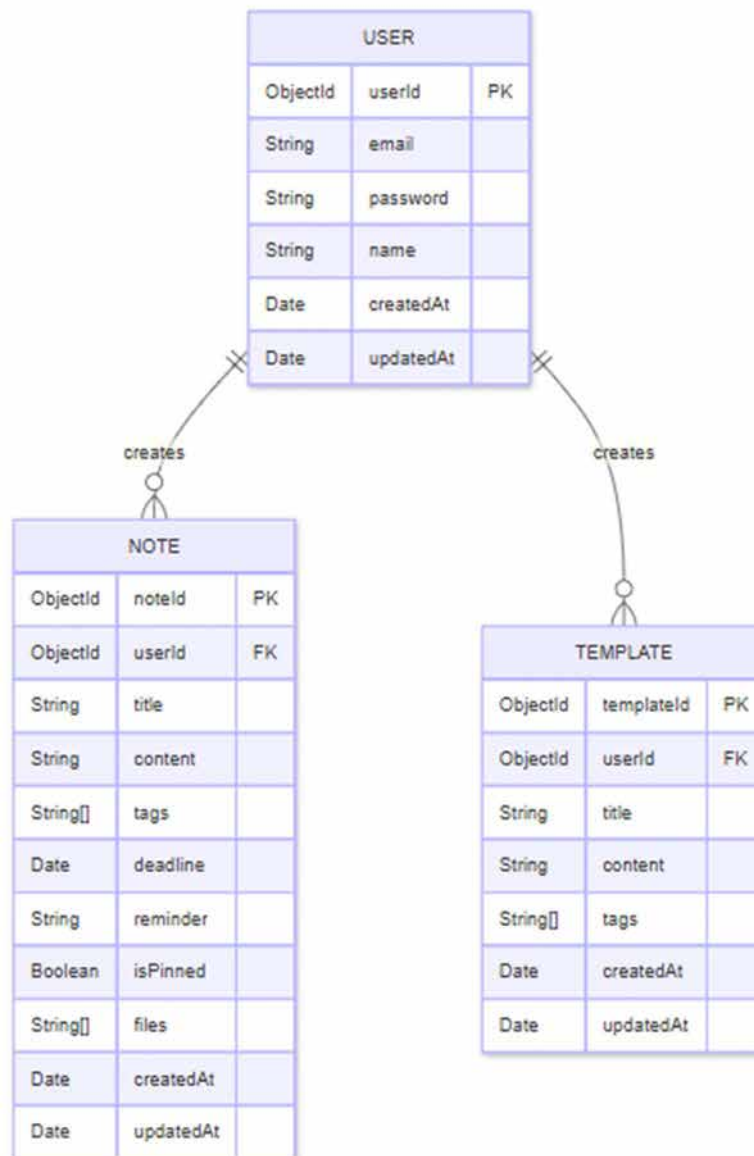 USER
ObjectId userId PK
String email
String password
String name
Date createdAt
Date updatedAt
creates
creates
NOTE
ObjectId noteId PK
ObjectId userId FK
String title
String content
String[] tags
Date deadline
String reminder
Boolean isPinned
String[] files
Date createdAt
Date updatedAt
TEMPLATE
ObjectId templateId PK
ObjectId userId FK
String title
String content
String[] tags
Date createdAt
Date updatedAt